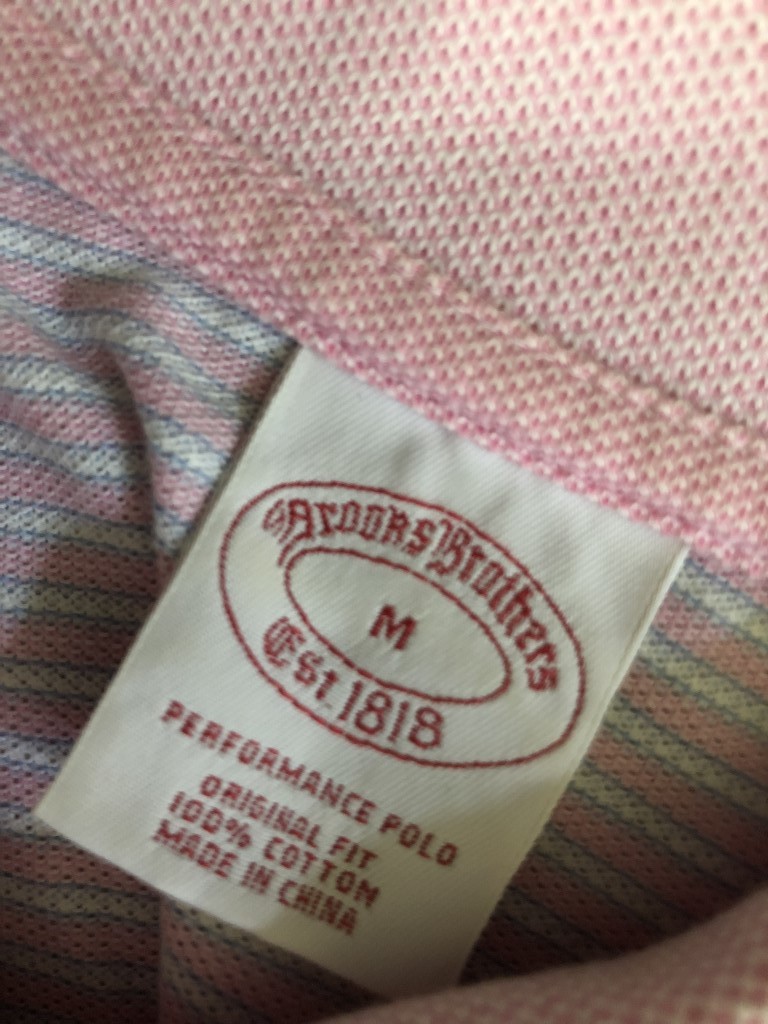 Brooks Brothers
M
Est. 1818
PERFORMANCE POLO
ORIGINAL FIT
100% COTTON
MADE IN CHINA